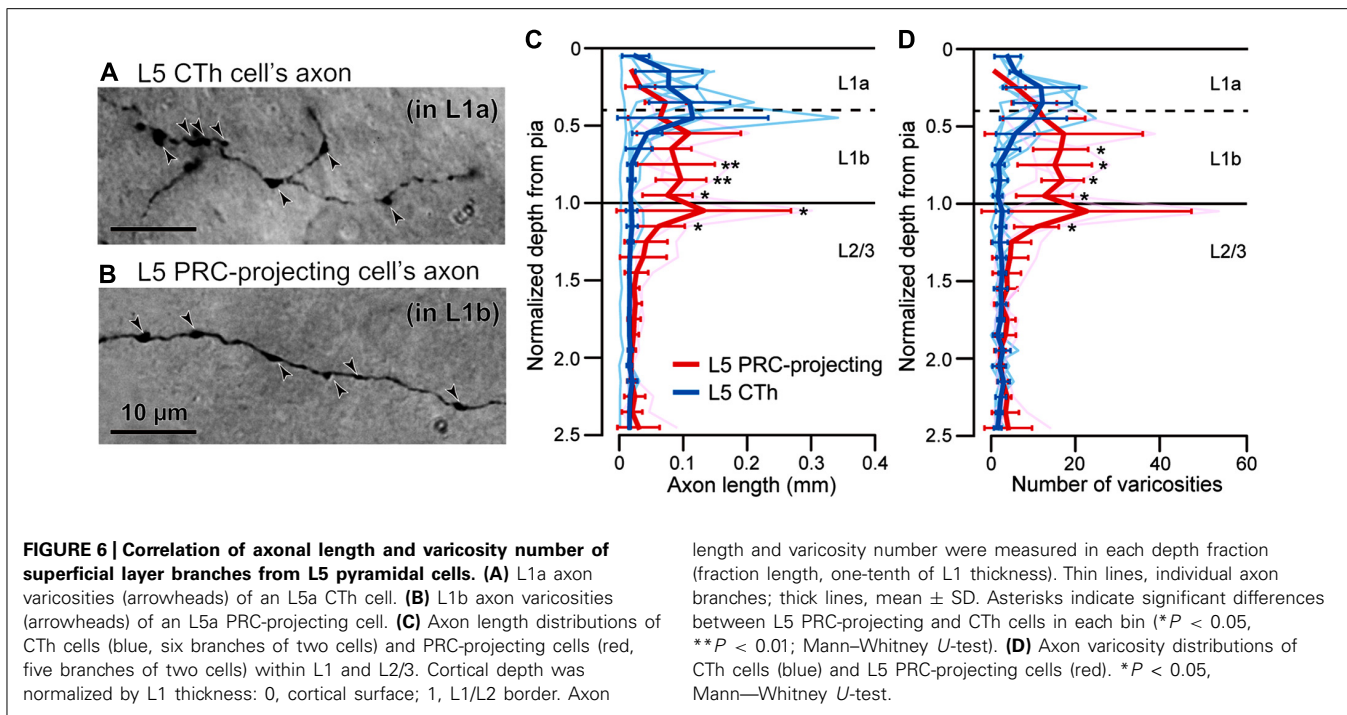 A L5 CTh cell's axon
(in L1a)
B L5 PRC-projecting cell's axon
(in L1b)
10 µm
C
0
0.5
1.0
1.5
2.0
2.5
Normalized depth from pia
L1a
L1b
L2/3
**
**
*
*
*
L5 PRC-projecting
L5 CTh
0 0.1 0.2 0.3 0.4
Axon length (mm)
D
0
0.5
1.0
1.5
2.0
2.5
Normalized depth from pia
L1a
L1b
L2/3
*
*
*
*
*
0 20 40 60
Number of varicosities
FIGURE 6 | Correlation of axonal length and varicosity number of
superficial layer branches from L5 pyramidal cells. (A) L1a axon
varicosities (arrowheads) of an L5a CTh cell. (B) L1b axon varicosities
(arrowheads) of an L5a PRC-projecting cell. (C) Axon length distributions of
CTh cells (blue, six branches of two cells) and PRC-projecting cells (red,
five branches of two cells) within L1 and L2/3. Cortical depth was
normalized by L1 thickness: 0, cortical surface; 1, L1/L2 border. Axon
length and varicosity number were measured in each depth fraction
(fraction length, one-tenth of L1 thickness). Thin lines, individual axon
branches; thick lines, mean ± SD. Asterisks indicate significant differences
between L5 PRC-projecting and CTh cells in each bin (*P < 0.05,
**P < 0.01; Mann–Whitney U-test). (D) Axon varicosity distributions of
CTh cells (blue) and L5 PRC-projecting cells (red). *P < 0.05,
Mann—Whitney U-test.